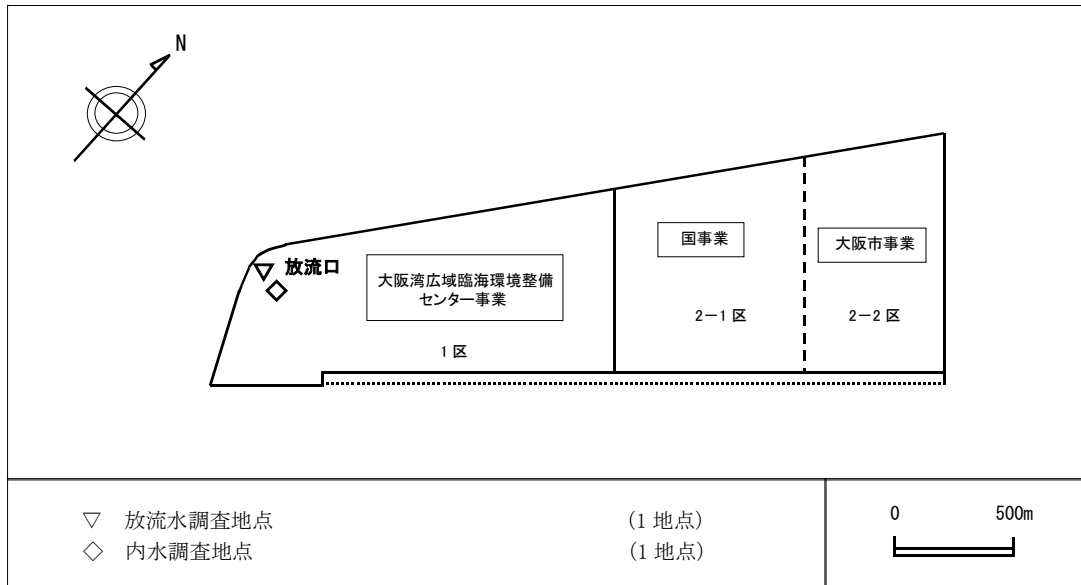 N
放流口
大阪湾広域臨海環境整備
センター事業
1 区
国事業
2－1 区
大阪市事業
2－2 区
▽ 放流水調査地点 (1 地点)
◇ 内水調査地点 (1 地点)
0 500m